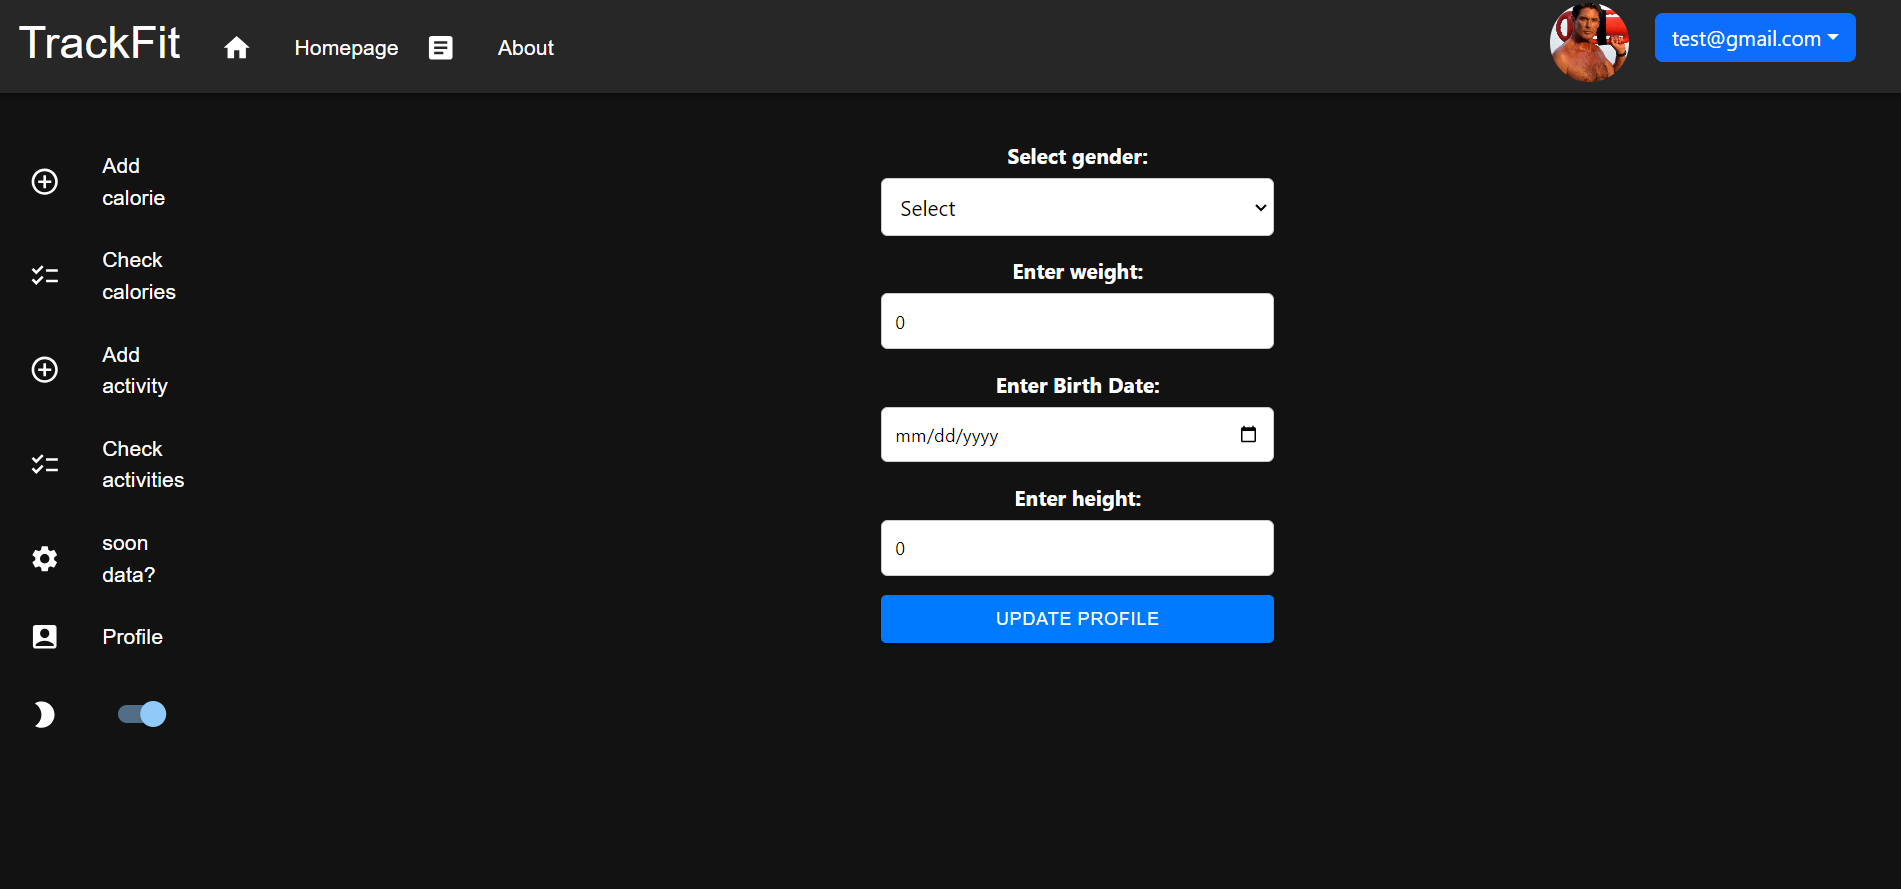 TrackFit
Homepage
About
test@gmail.com
Add
calorie
Check
calories
Add
activity
Check
activities
soon
data?
Profile
Select gender:
Select
Enter weight:
0
Enter Birth Date:
mm/dd/yyyy
Enter height:
0
UPDATE PROFILE